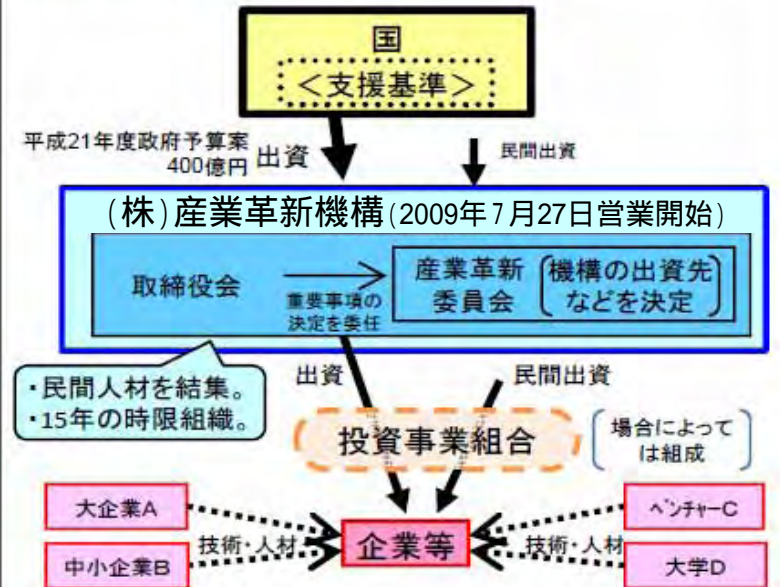 国
＜支援基準＞
平成21年度政府予算案
400億円
出資
民間出資
(株)産業革新機構(2009年7月27日営業開始)
取締役会
重要事項の
決定を委任
産業革新
委員会
機構の出資先
などを決定
・民間人材を結集。
・15年の時限組織。
出資
民間出資
投資事業組合
場合によって
は組成
大企業A
中小企業B
技術・人材
企業等
技術・人材
ベンチャーC
大学D